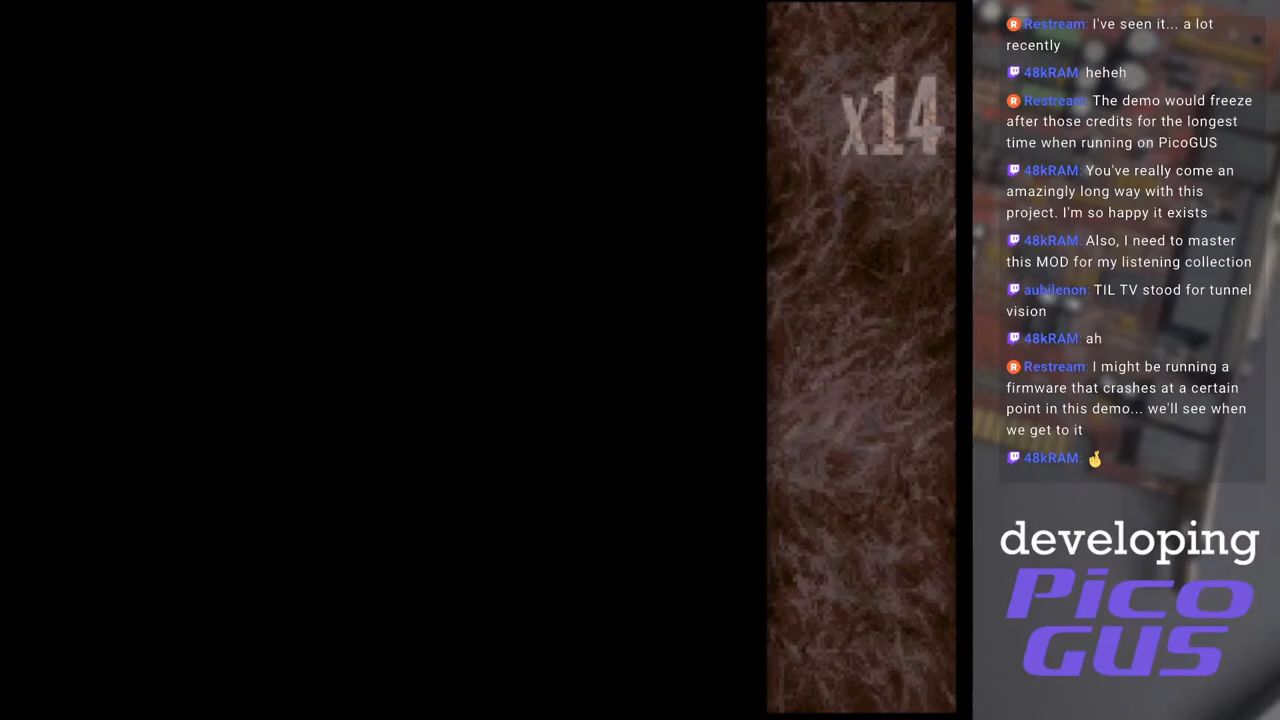 x14
Restream: I've seen it... a lot
recently
48kRAM: heheh
Restream: The demo would freeze
after those credits for the longest
time when running on PicoGUS
48kRAM: You've really come an
amazingly long way with this
project. I'm so happy it exists
48kRAM: Also, I need to master
this MOD for my listening collection
aubilenon: TIL TV stood for tunnel
vision
48kRAM: ah
Restream: I might be running a
firmware that crashes at a certain
point in this demo... we'll see when
we get to it
48kRAM: 🤞
developing
Pico
GUS